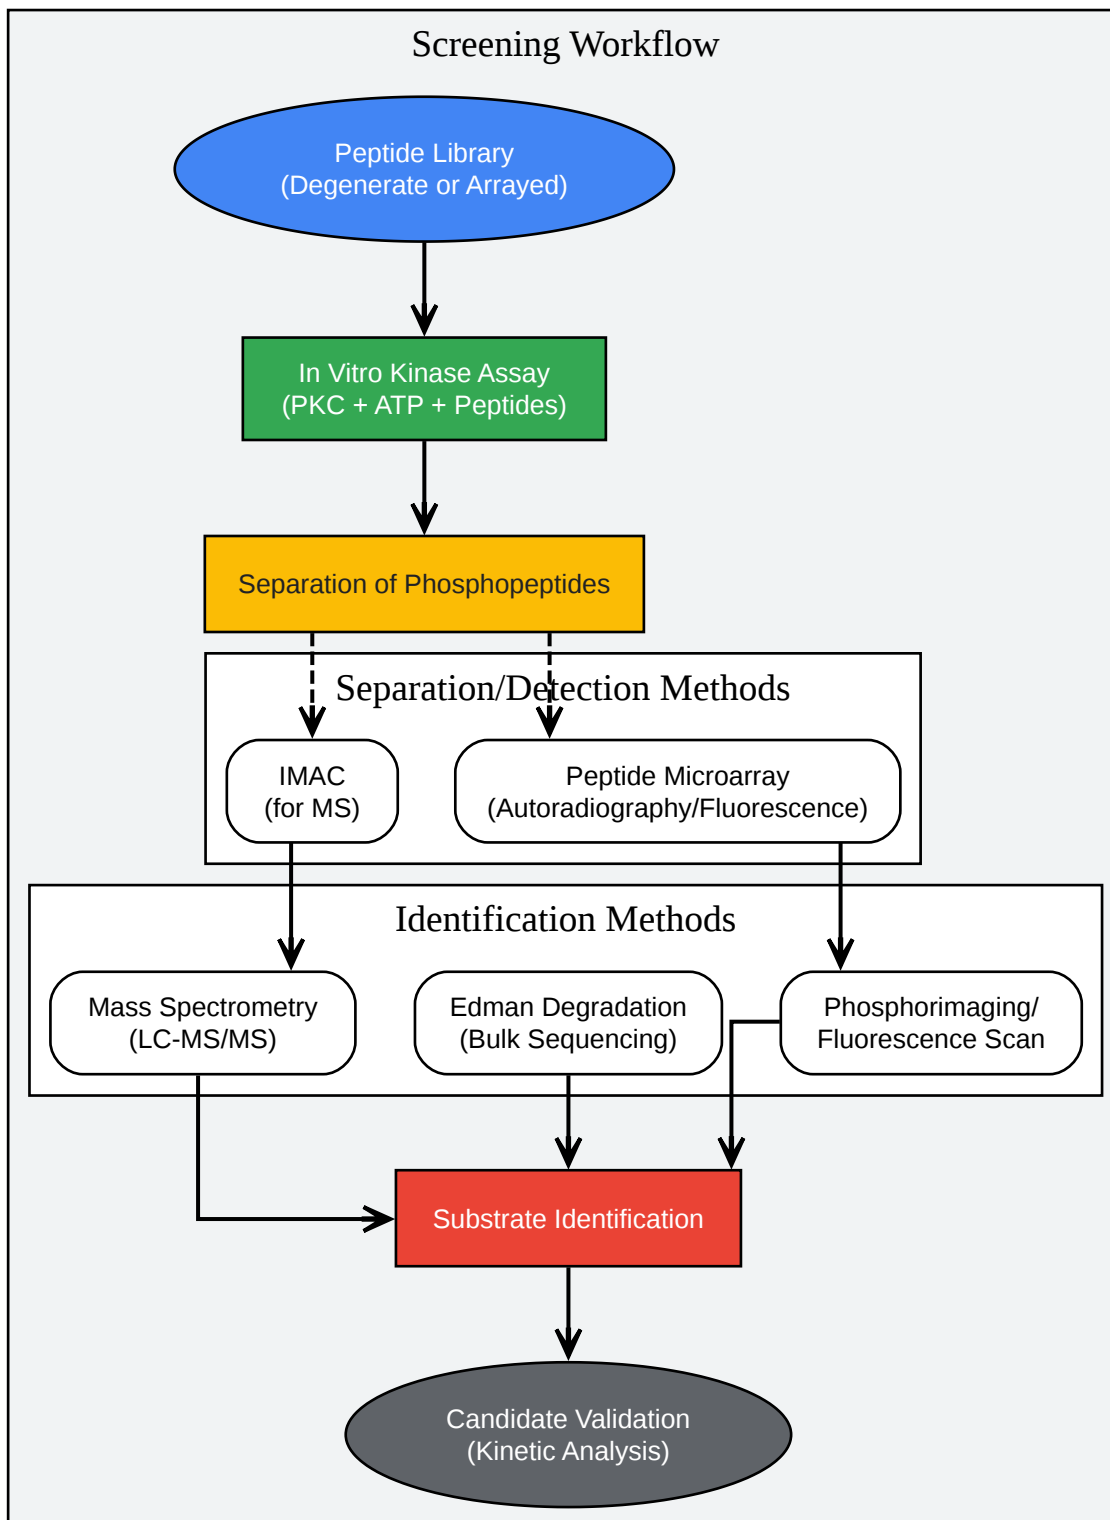 Screening Workflow
Peptide Library
(Degenerate or Arrayed)
In Vitro Kinase Assay
(PKC + ATP + Peptides)
Separation of Phosphopeptides
Separation/Detection Methods
IMAC
(for MS)
Peptide Microarray
(Autoradiography/Fluorescence)
Identification Methods
Mass Spectrometry
(LC-MS/MS)
Edman Degradation
(Bulk Sequencing)
Phosphorimaging/
Fluorescence Scan
Substrate Identification
Candidate Validation
(Kinetic Analysis)